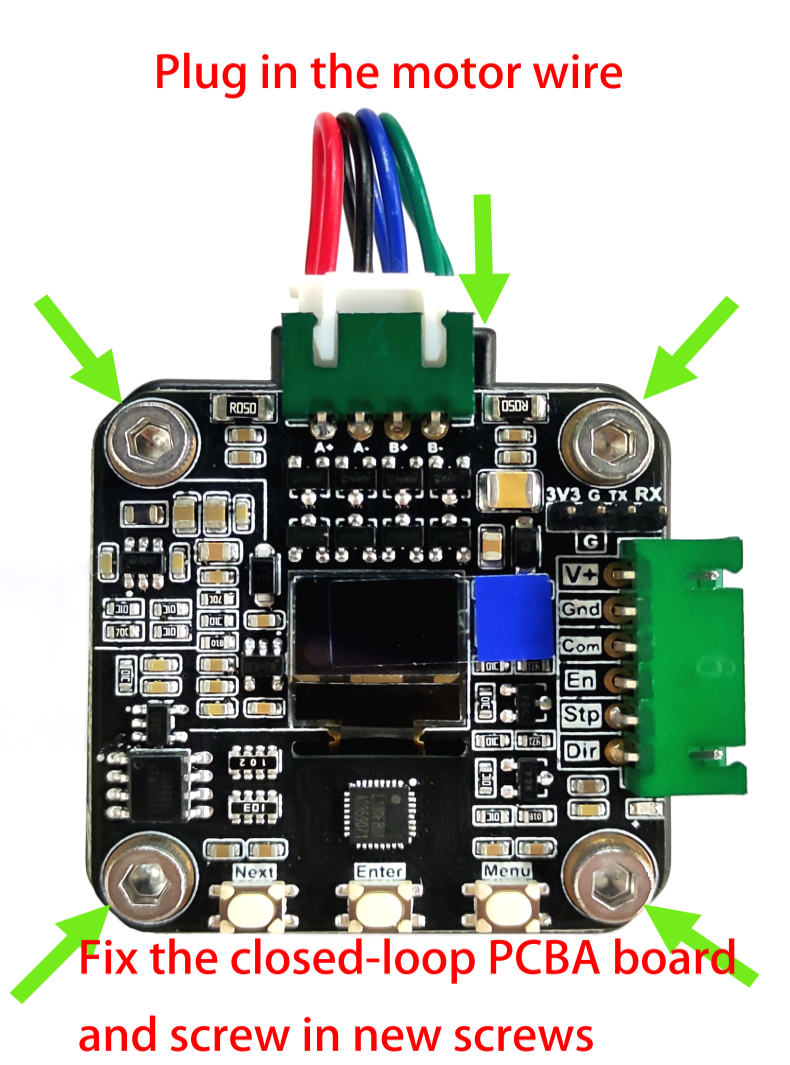 Plug in the motor wire
R050
R050
A+ A- B+ B-
3V3 G TX RX
G
V+
Gnd
Com
En
Stp
Dir
102
103
Next Enter Menu
Fix the closed-loop PCBA board
and screw in new screws